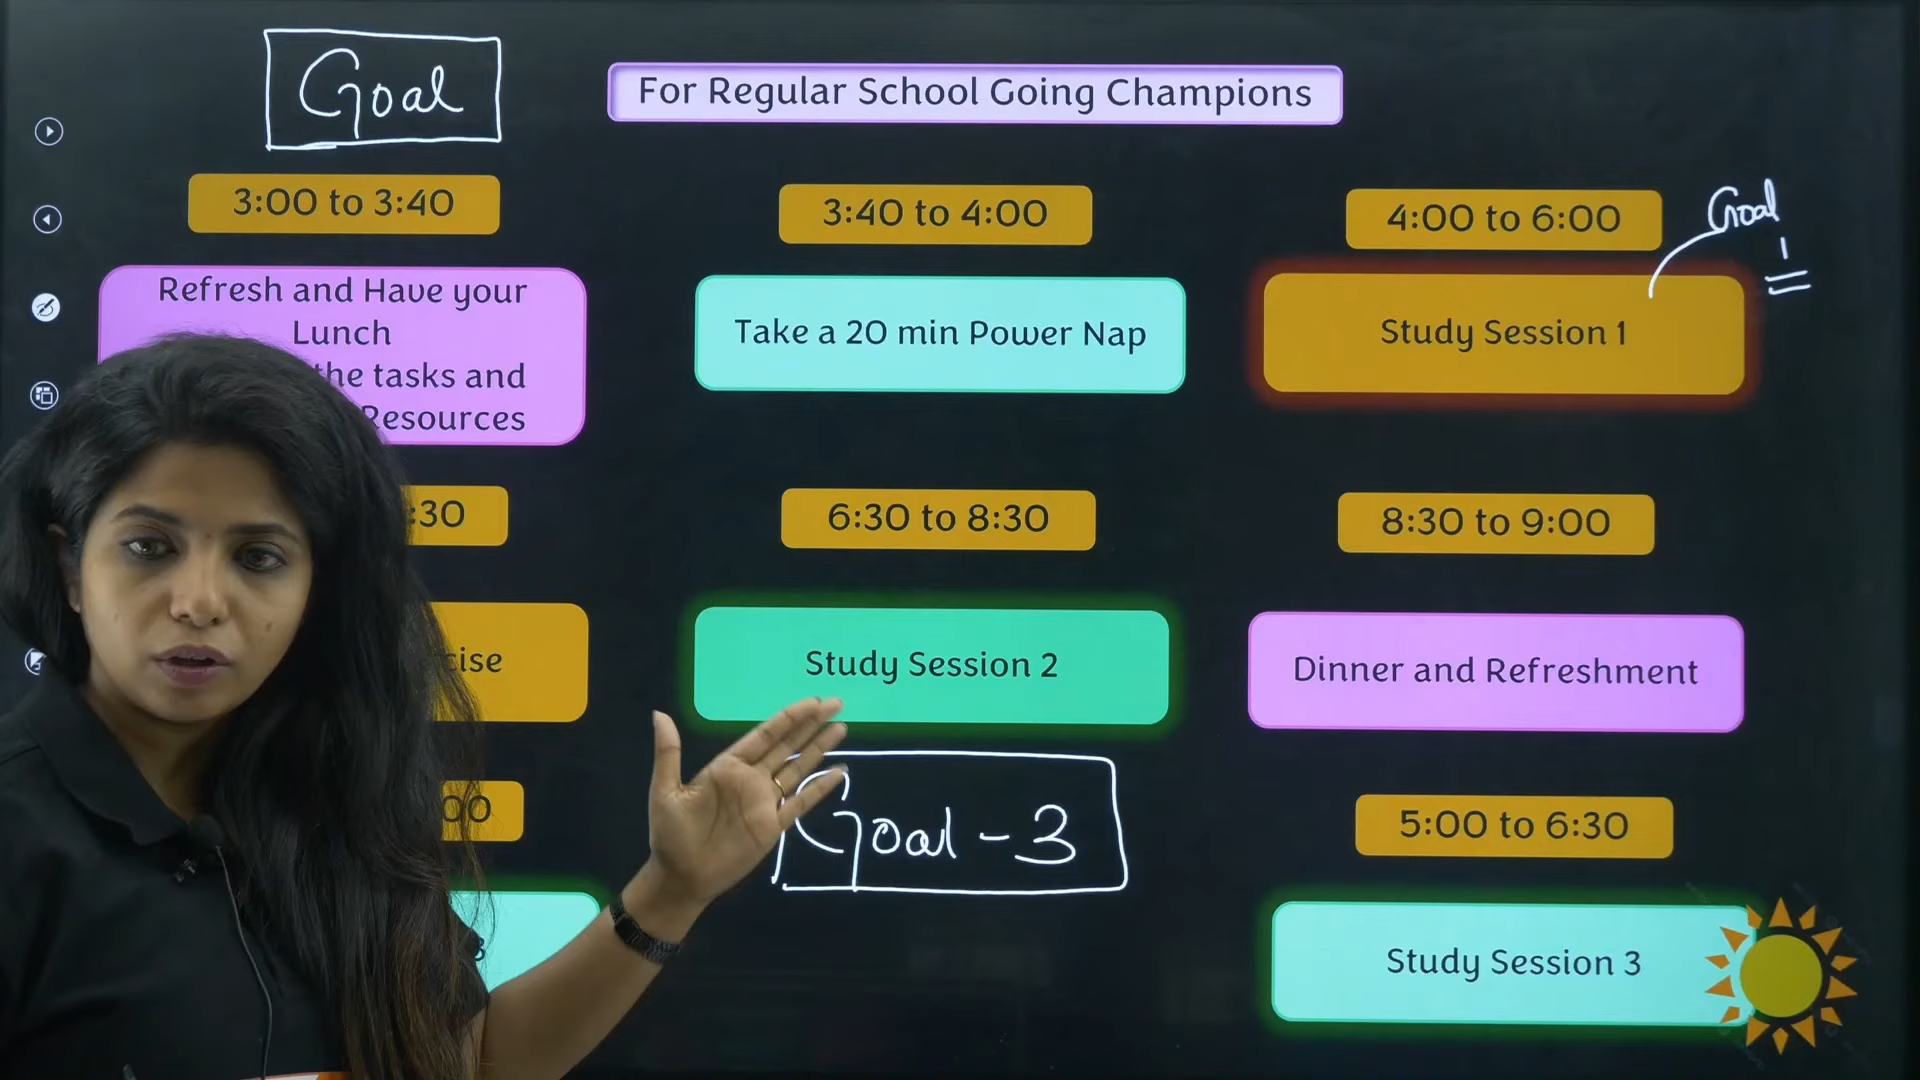 Goal
For Regular School Going Champions
3:00 to 3:40
3:40 to 4:00
4:00 to 6:00
Goal
1
Refresh and Have your
Lunch
the tasks and
Resources
Take a 20 min Power Nap
Study Session 1
:30
6:30 to 8:30
8:30 to 9:00
cise
Study Session 2
Dinner and Refreshment
00
Goal - 3
5:00 to 6:30
3
Study Session 3